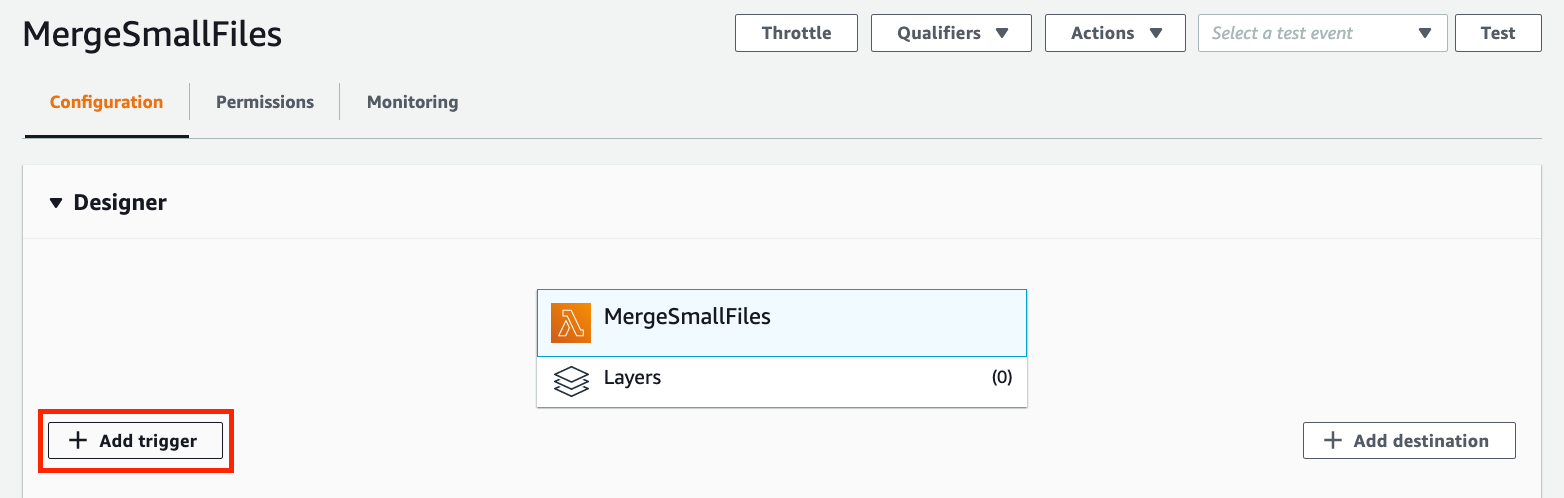 MergeSmallFiles
Throttle
Qualifiers
Actions
Select a test event
Test
Configuration
Permissions
Monitoring
Designer
MergeSmallFiles
Layers
(0)
Add trigger
Add destination